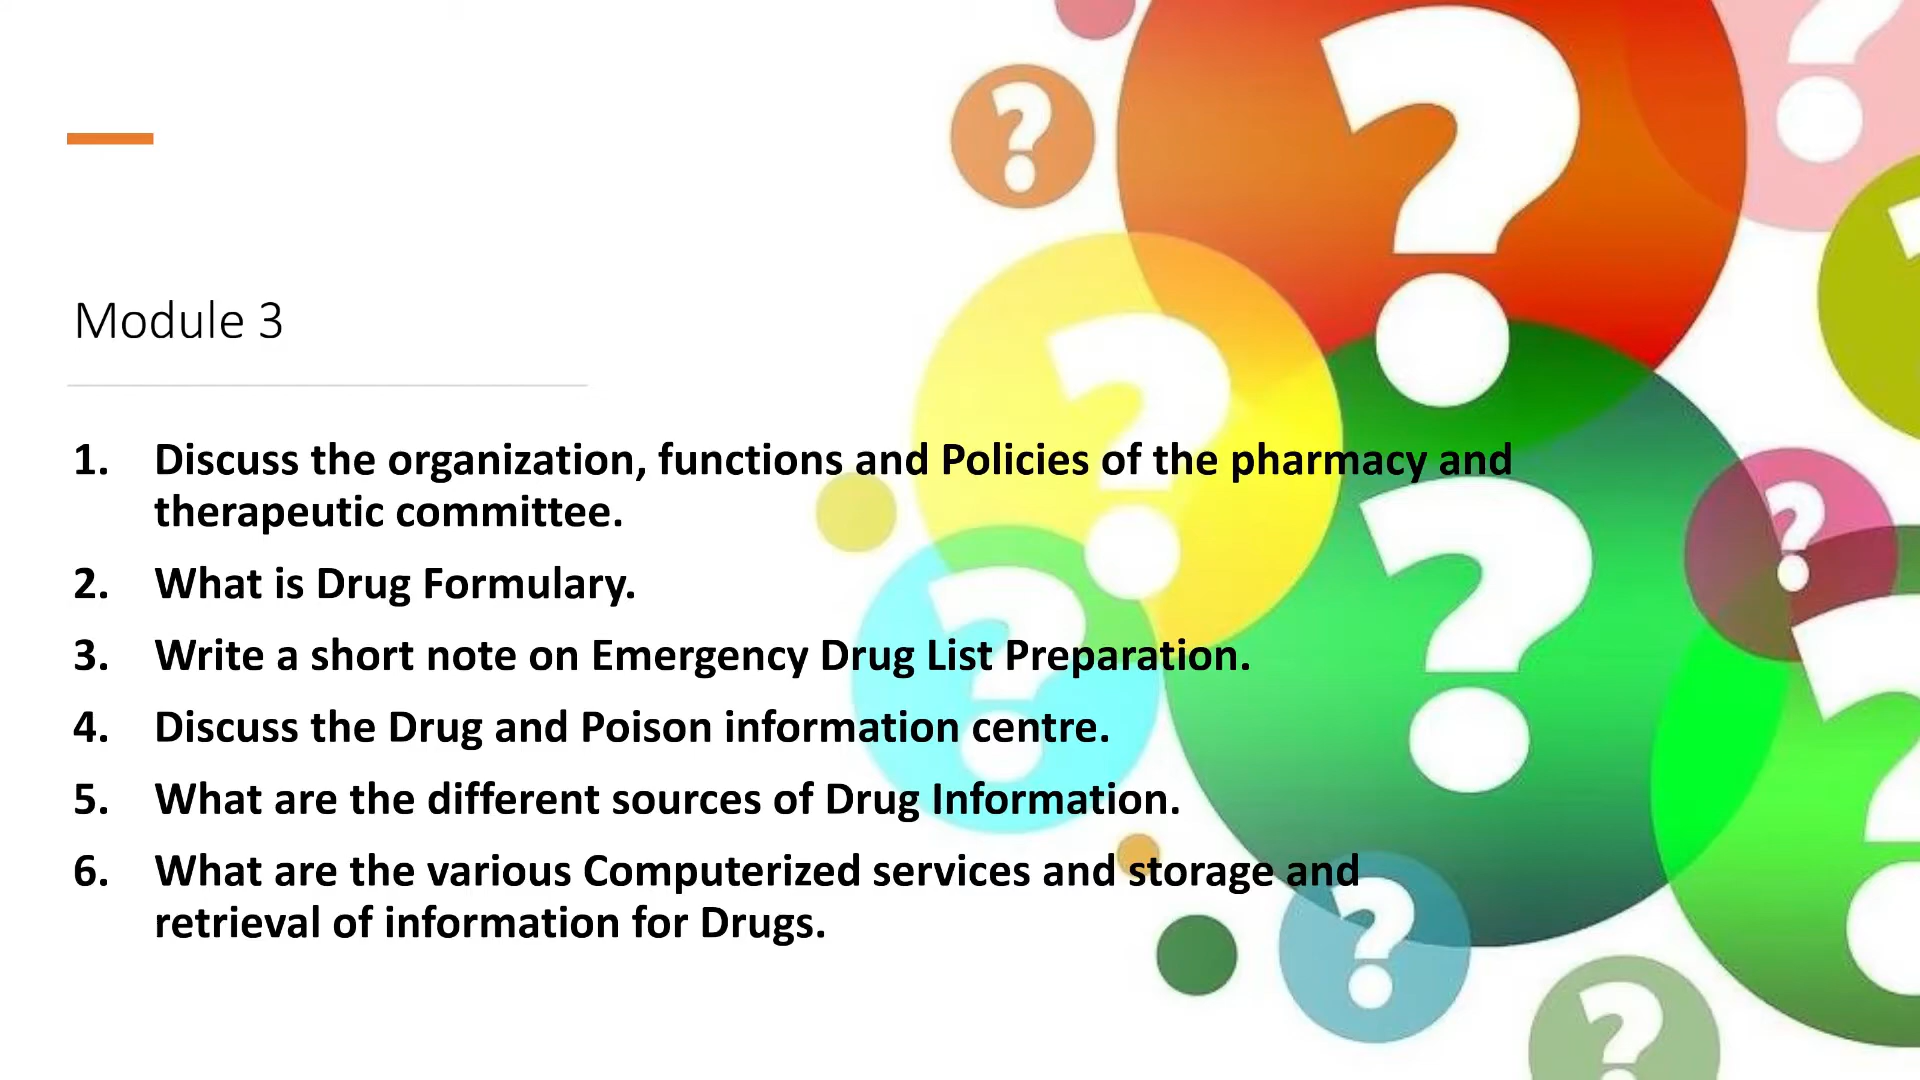 Module 3
1. Discuss the organization, functions and Policies of the pharmacy and
therapeutic committee.
2. What is Drug Formulary.
3. Write a short note on Emergency Drug List Preparation.
4. Discuss the Drug and Poison information centre.
5. What are the different sources of Drug Information.
6. What are the various Computerized services and storage and
retrieval of information for Drugs.